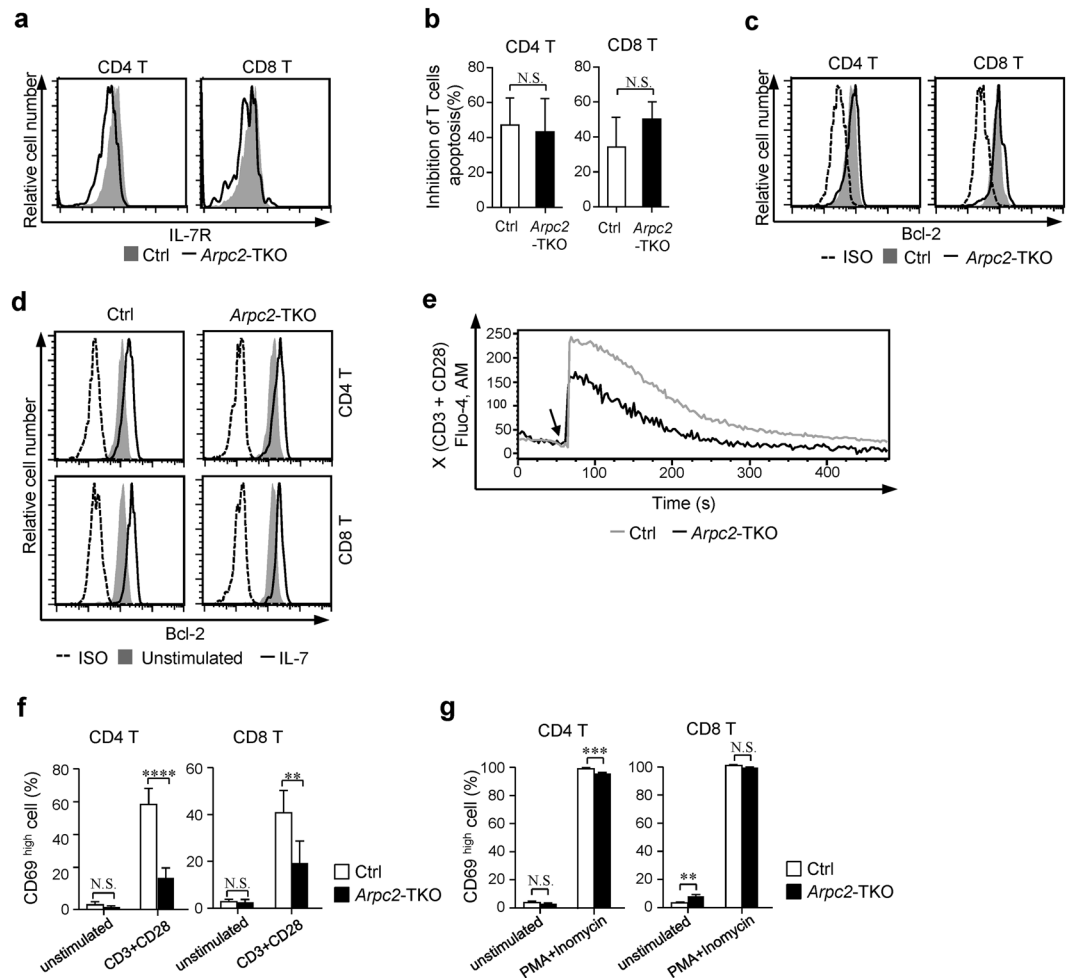 a
CD4 T
CD8 T
Relative cell number
IL-7R
Ctrl
Arpc2-TKO
b
CD4 T
CD8 T
Inhibition of T cells
apoptosis(%)
80
60
40
20
0
N.S.
Ctrl
Arpc2
-TKO
80
60
40
20
0
N.S.
Ctrl
Arpc2
-TKO
c
CD4 T
CD8 T
Relative cell number
Bcl-2
ISO
Ctrl
Arpc2-TKO
d
Ctrl
Arpc2-TKO
CD4 T
CD8 T
Relative cell number
Bcl-2
ISO
Unstimulated
IL-7
e
X (CD3 + CD28)
Fluo-4, AM
250
200
150
100
50
0
0
100
200
300
400
Time (s)
Ctrl
Arpc2-TKO
f
CD4 T
CD8 T
CD69 high cell (%)
80
60
40
20
0
N.S.
****
unstimulated
CD3+CD28
60
40
20
0
N.S.
**
unstimulated
CD3+CD28
Ctrl
Arpc2-TKO
g
CD4 T
CD8 T
CD69 high cell (%)
100
80
60
40
20
0
N.S.
***
unstimulated
PMA+Inomycin
100
80
60
40
20
0
**
N.S.
unstimulated
PMA+Inomycin
Ctrl
Arpc2-TKO